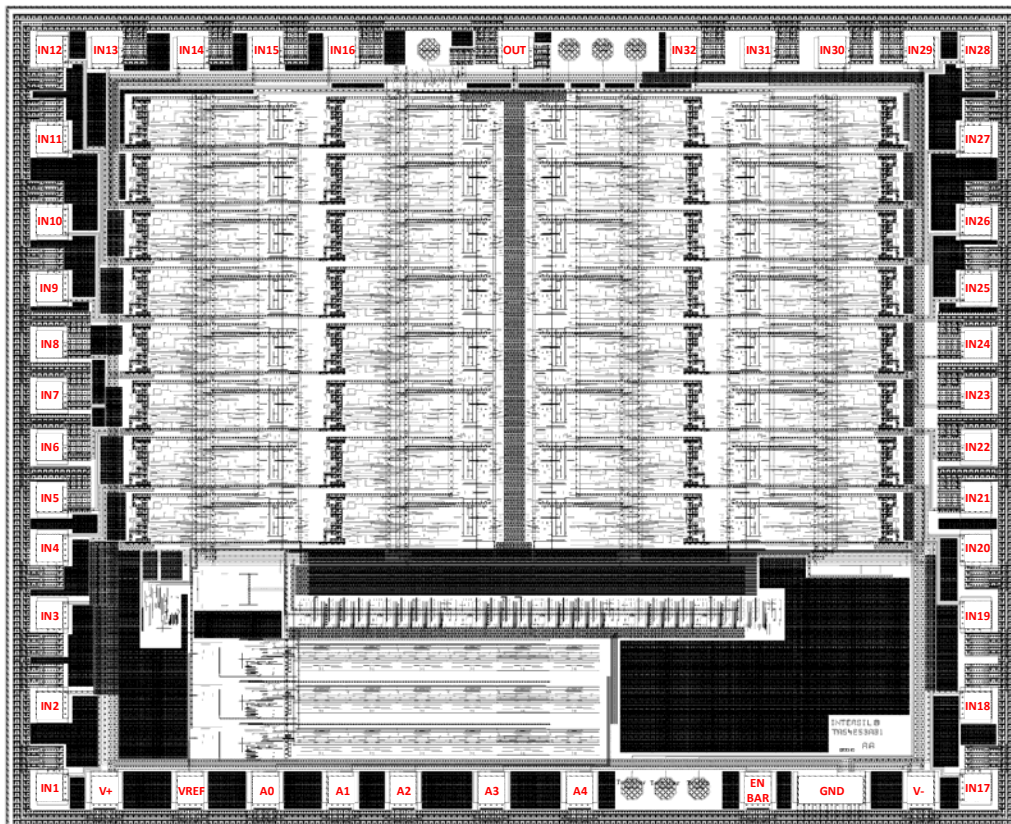 IN12 IN13 IN14 IN15 IN16 OUT IN32 IN31 IN30 IN29 IN28
IN11 IN27
IN10 IN26
IN9 IN25
IN8 IN24
IN7 IN23
IN6 IN22
IN5 IN21
IN4 IN20
IN3 IN19
IN2 IN18
INTERSIL
AA
IN1 V+ VREF A0 A1 A2 A3 A4 EN GND V- IN17
BAR